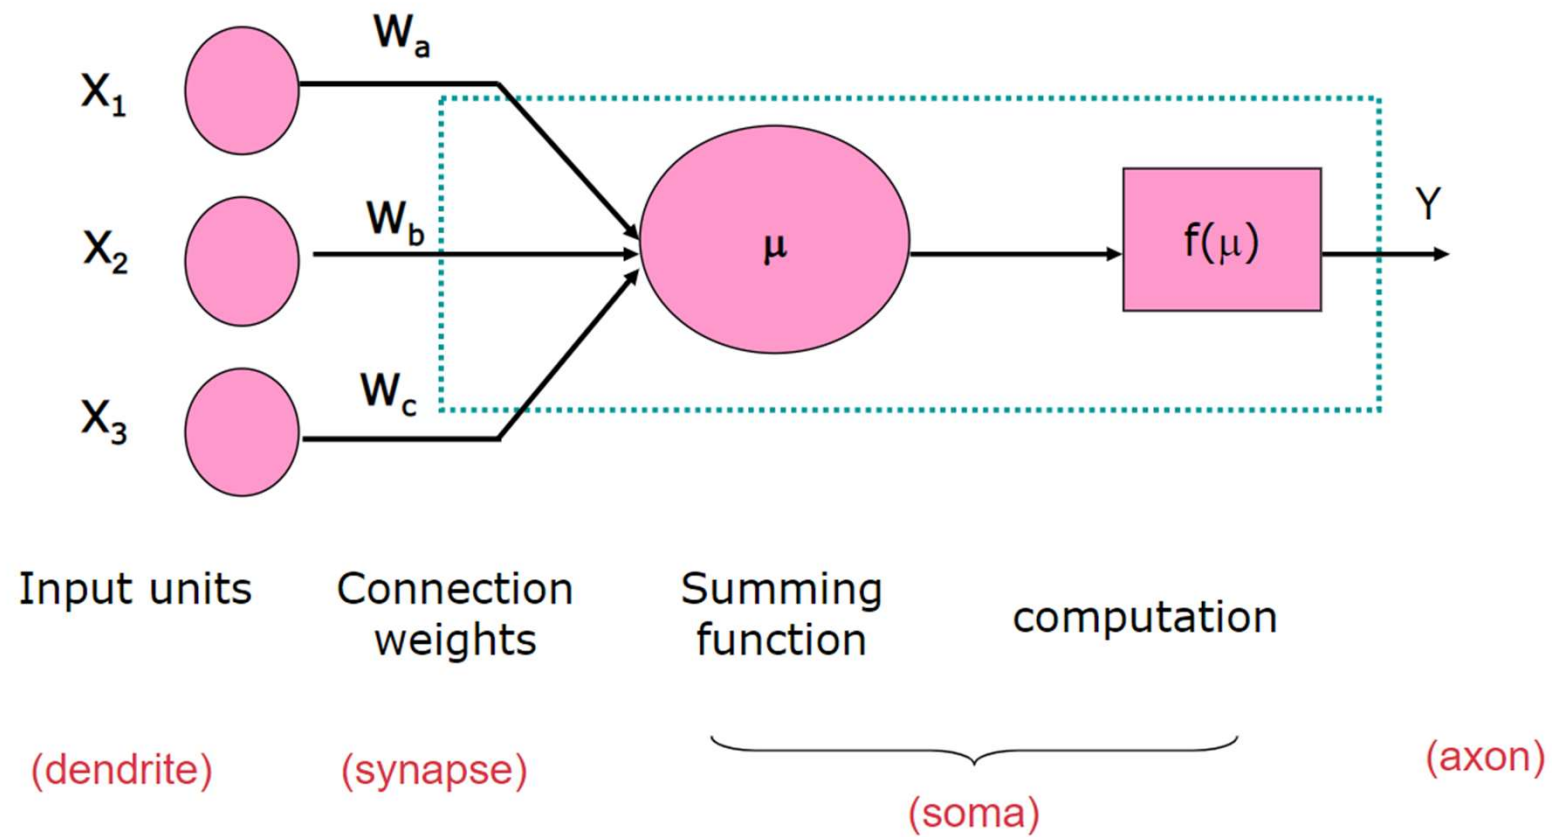 Wₐ
X₁
Wb
X₂
μ
f(μ)
Y
Wc
X₃
Input units
Connection
weights
Summing
function
computation
(dendrite)
(synapse)
(soma)
(axon)